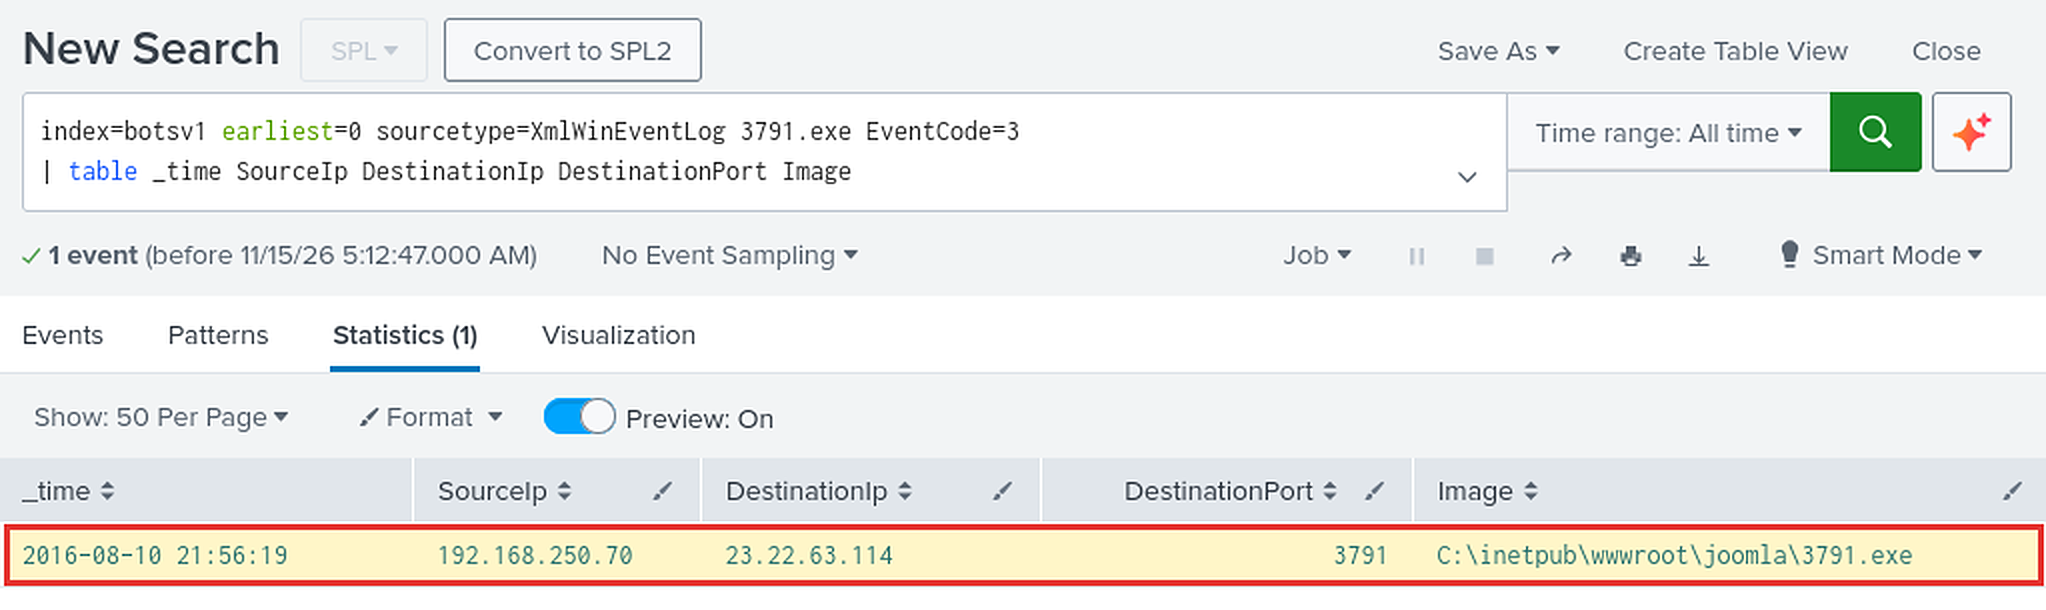 New Search SPL Convert to SPL2 Save As Create Table View Close
index=botsv1 earliest=0 sourcetype=XmlWinEventLog 3791.exe EventCode=3
| table _time SourceIp DestinationIp DestinationPort Image
Time range: All time
1 event (before 11/15/26 5:12:47.000 AM) No Event Sampling Job Smart Mode
Events Patterns Statistics (1) Visualization
Show: 50 Per Page Format Preview: On
_time SourceIp DestinationIp DestinationPort Image
2016-08-10 21:56:19 192.168.250.70 23.22.63.114 3791 C:\inetpub\wwwroot\joomla\3791.exe